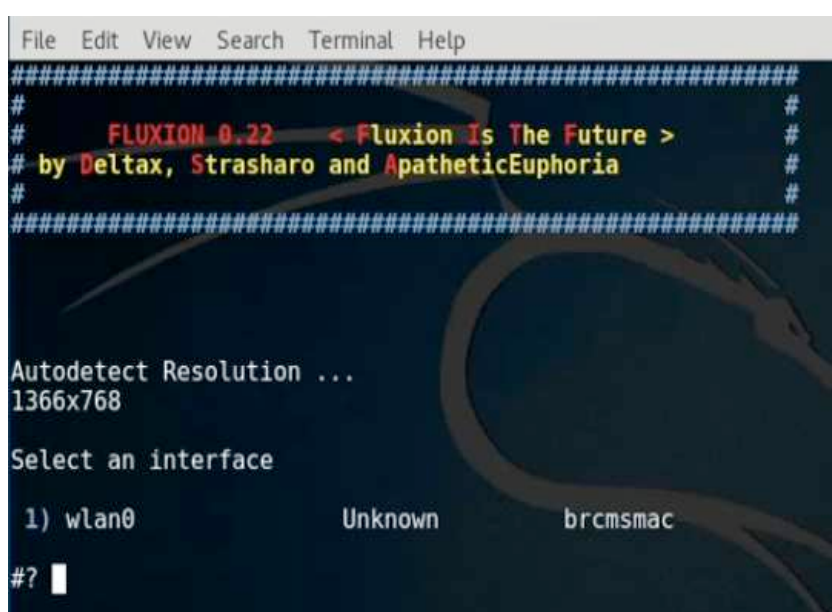 File Edit View Search Terminal Help
########################################################
#                                                      #
#      FLUXION 0.22    < Fluxion Is The Future >       #
# by Deltax, Strasharo and ApatheticEuphoria           #
#                                                      #
########################################################
Autodetect Resolution ...
1366x768
Select an interface
1) wlan0 Unknown brcmsmac
#?